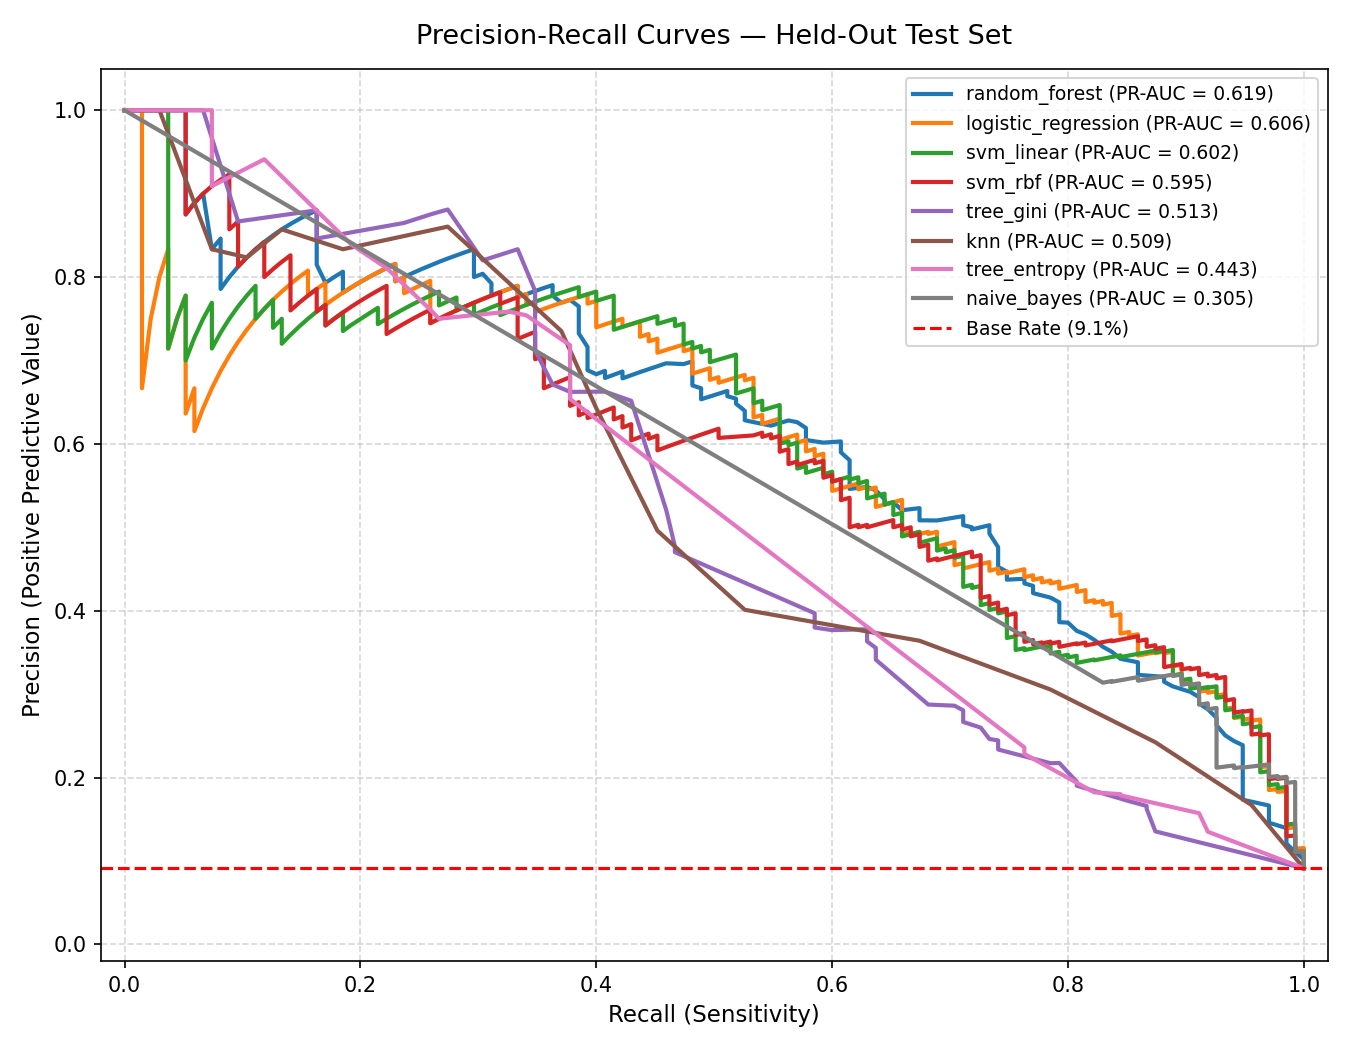 Precision-Recall Curves — Held-Out Test Set
random_forest (PR-AUC = 0.619)
logistic_regression (PR-AUC = 0.606)
svm_linear (PR-AUC = 0.602)
svm_rbf (PR-AUC = 0.595)
tree_gini (PR-AUC = 0.513)
knn (PR-AUC = 0.509)
tree_entropy (PR-AUC = 0.443)
naive_bayes (PR-AUC = 0.305)
Base Rate (9.1%)
Precision (Positive Predictive Value)
1.0
0.8
0.6
0.4
0.2
0.0
0.0 0.2 0.4 0.6 0.8 1.0
Recall (Sensitivity)